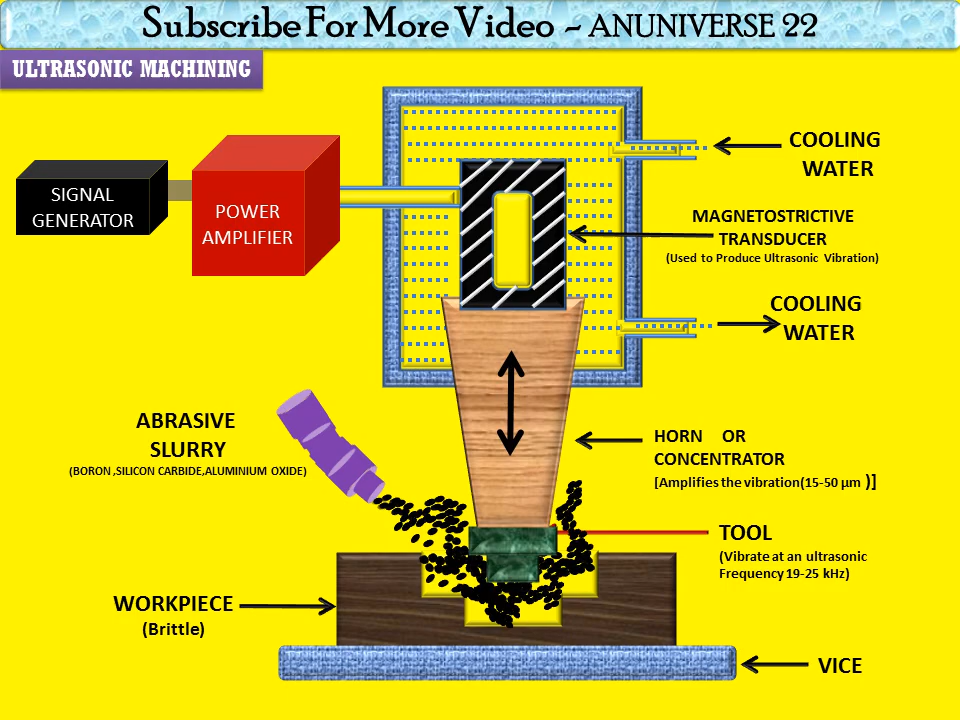 Subscribe For More Video - ANUNIVERSE 22
ULTRASONIC MACHINING
COOLING
WATER
SIGNAL
GENERATOR
POWER
AMPLIFIER
MAGNETOSTRICTIVE
TRANSDUCER
(Used to Produce Ultrasonic Vibration)
COOLING
WATER
ABRASIVE
SLURRY
(BORON ,SILICON CARBIDE,ALUMINIUM OXIDE)
HORN OR
CONCENTRATOR
[Amplifies the vibration(15-50 µm )]
TOOL
(Vibrate at an ultrasonic
Frequency 19-25 kHz)
WORKPIECE
(Brittle)
VICE